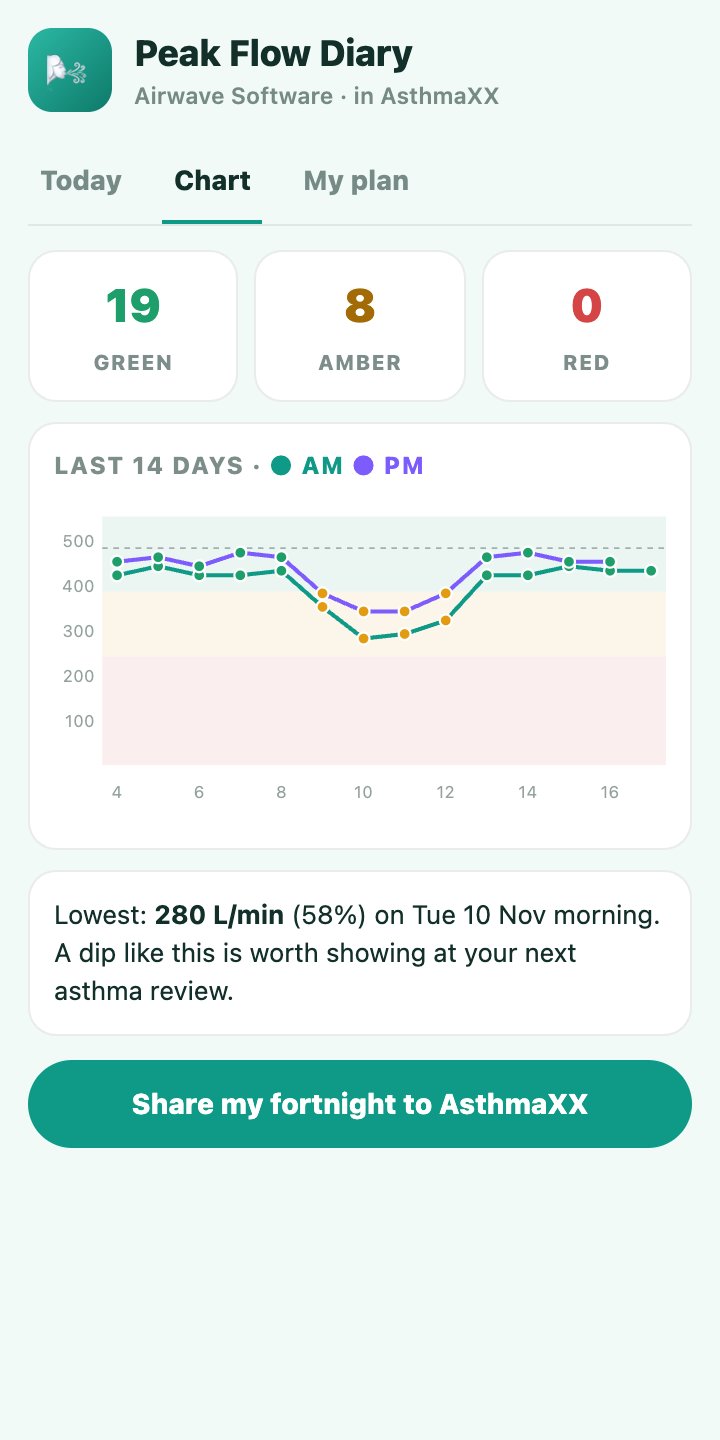 Peak Flow Diary
Airwave Software · in AsthmaXX
Today Chart My plan
19 8 0
GREEN AMBER RED
LAST 14 DAYS · AM PM
500
400
300
200
100
4 6 8 10 12 14 16
Lowest: 280 L/min (58%) on Tue 10 Nov morning.
A dip like this is worth showing at your next
asthma review.
Share my fortnight to AsthmaXX